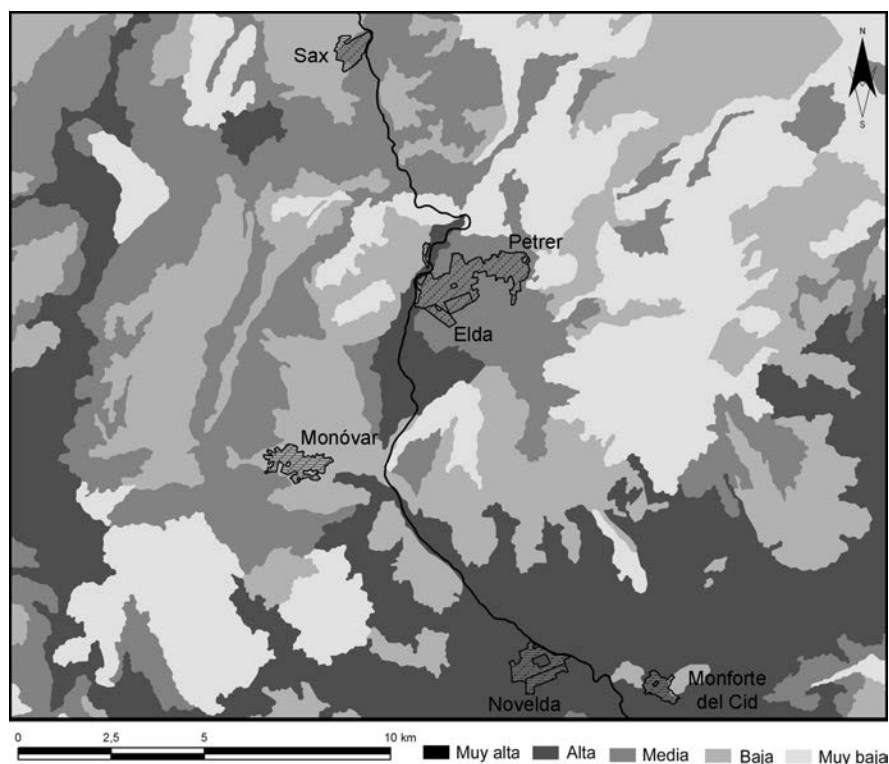 N
Sax
S
Petrer
Elda
Monóvar
Novelda
Monforte
del Cid
0 2,5 5 10 km
Muy alta Alta Media Baja Muy baja